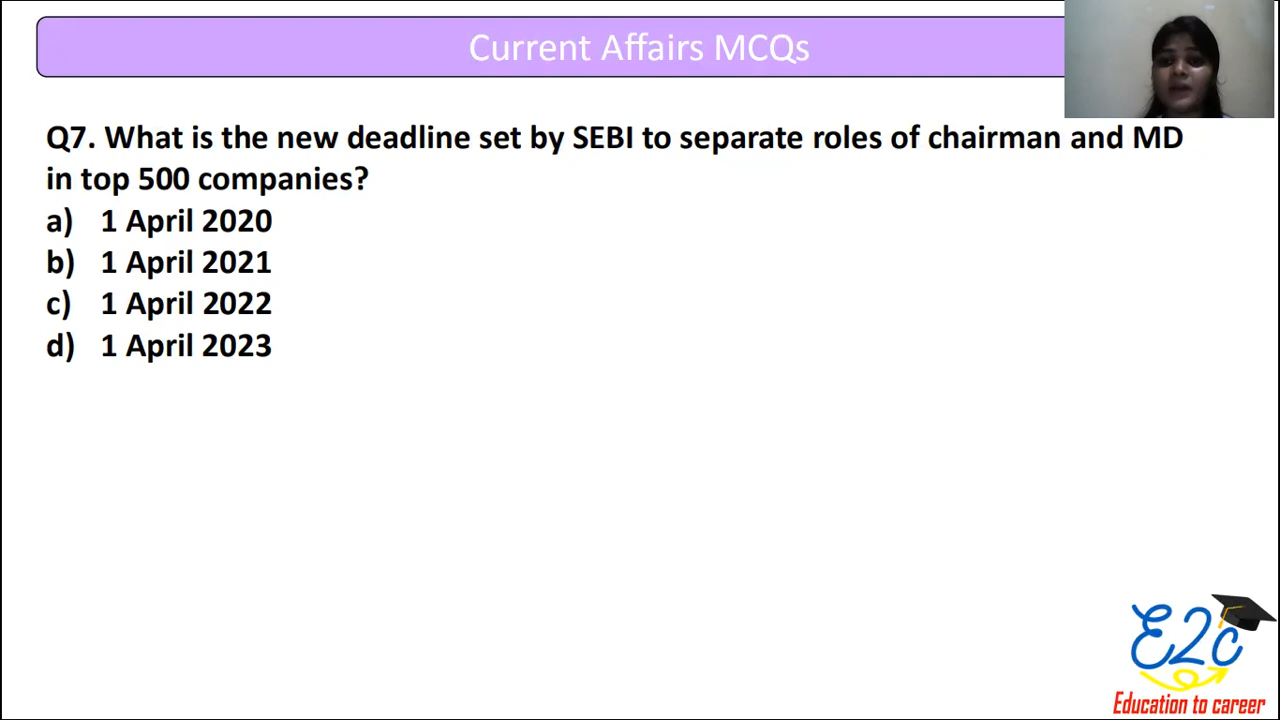 Current Affairs MCQs
Q7. What is the new deadline set by SEBI to separate roles of chairman and MD
in top 500 companies?
a) 1 April 2020
b) 1 April 2021
c) 1 April 2022
d) 1 April 2023
E2c
Education to career